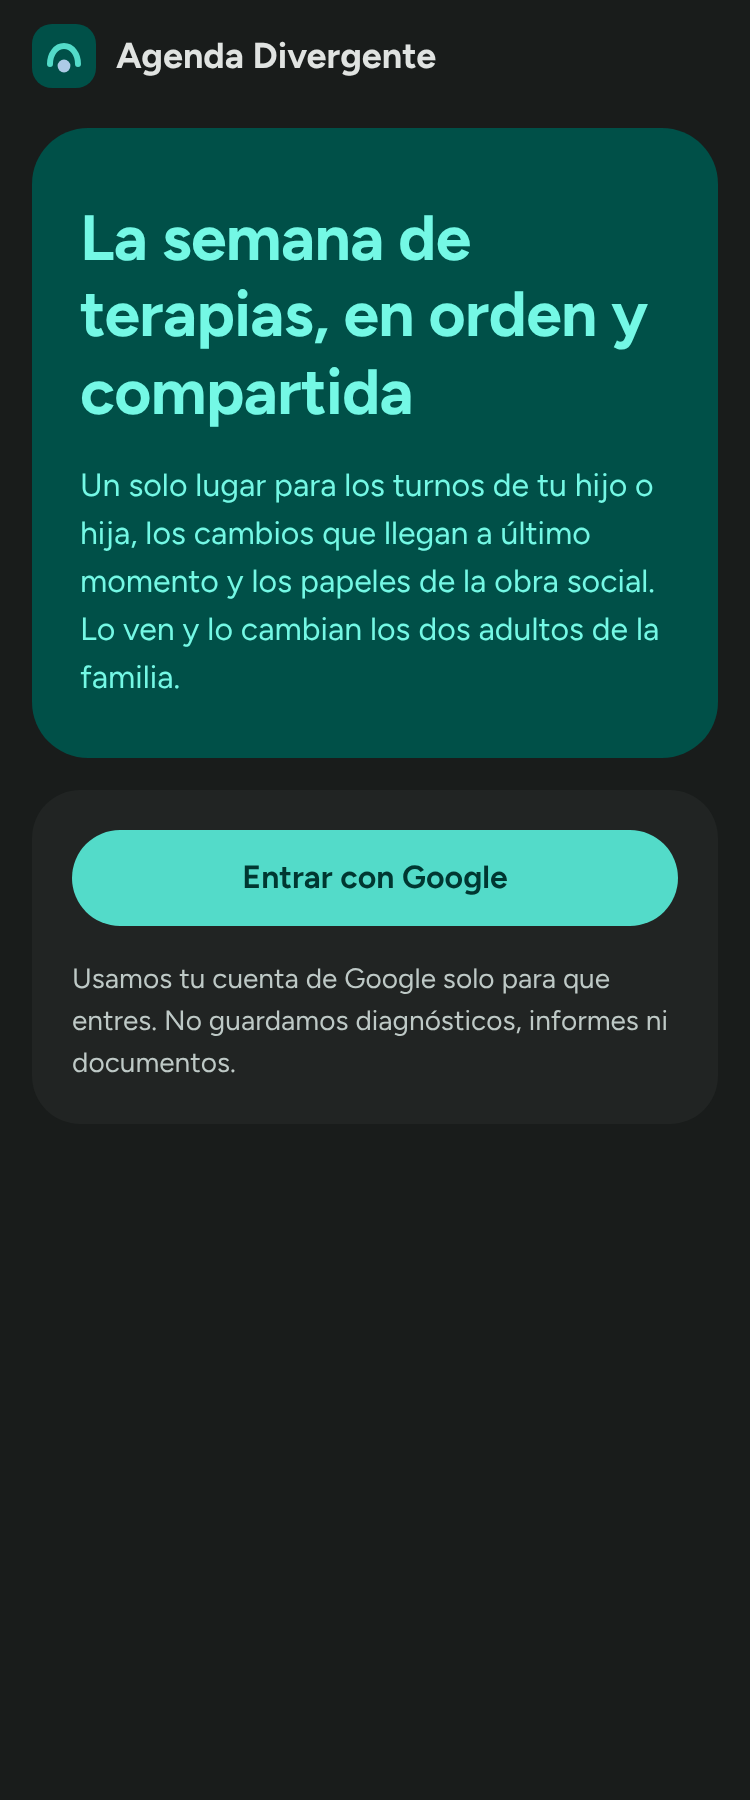 Agenda Divergente
La semana de
terapias, en orden y
compartida
Un solo lugar para los turnos de tu hijo o
hija, los cambios que llegan a último
momento y los papeles de la obra social.
Lo ven y lo cambian los dos adultos de la
familia.
Entrar con Google
Usamos tu cuenta de Google solo para que
entres. No guardamos diagnósticos, informes ni
documentos.